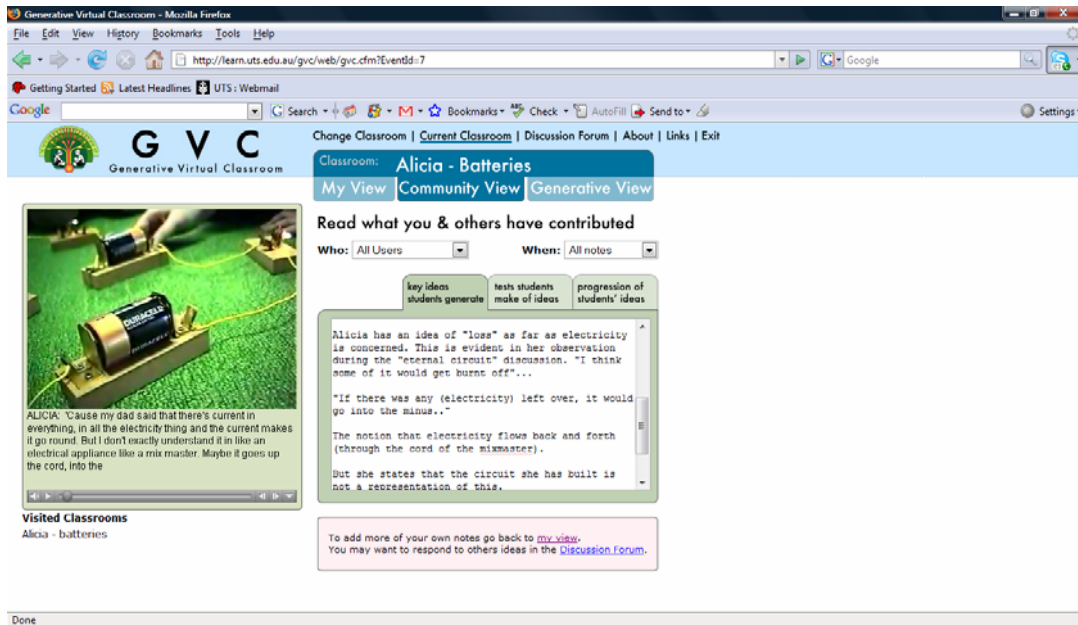 Generative Virtual Classroom - Mozilla Firefox
File Edit View History Bookmarks Tools Help
http://learn.uts.edu.au/gvc/web/gvc.cfm?EventId=7
Google
Getting Started Latest Headlines UTS : Webmail
Google Search Bookmarks Check AutoFill Send to Settings
GVC
Generative Virtual Classroom
Change Classroom | Current Classroom | Discussion Forum | About | Links | Exit
Classroom: Alicia - Batteries
My View Community View Generative View
Read what you & others have contributed
Who: All Users When: All notes
key ideas
students generate
tests students
make of ideas
progression of
students' ideas
DURACELL
DURACELL
ALICIA: 'Cause my dad said that there's current in
everything, in all the electricity thing and the current makes
it go round. But I don't exactly understand it in like an
electrical appliance like a mix master. Maybe it goes up
the cord, into the
Alicia has an idea of "loss" as far as electricity
is concerned. This is evident in her observation
during the "eternal circuit" discussion. "I think
some of it would get burnt off"...
"If there was any (electricity) left over, it would
go into the minus.."
The notion that electricity flows back and forth
(through the cord of the mixmaster).
But she states that the circuit she has built is
not a representation of this.
Visited Classrooms
Alicia - batteries
To add more of your own notes go back to my view.
You may want to respond to others ideas in the Discussion Forum.
Done